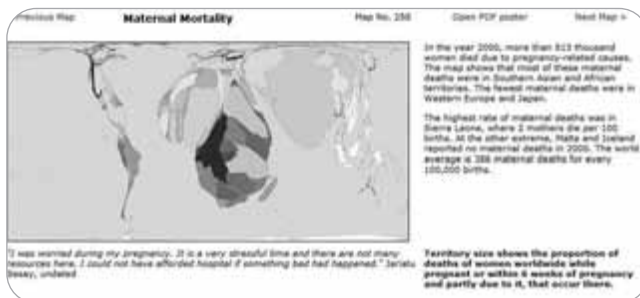 Previous Map
Maternal Mortality
Map No. 258
Open PDF poster
Next Map »
In the year 2000, more than 513 thousand
women died due to pregnancy-related causes.
The map shows that most of these maternal
deaths were in Southern Asian and African
territories. The fewest maternal deaths were in
Western Europe and Japan.
The highest rate of maternal deaths was in
Sierra Leone, where 2 mothers die per 100
births. At the other extreme, Malta and Iceland
reported no maternal deaths in 2000. The world
average is 386 maternal deaths for every
100,000 births.
"I was worried during my pregnancy. It is a very stressful time and there are not many
resources here. I could not have afforded hospital if something bad had happened."
undated
Territory size shows the proportion of
deaths of women worldwide while
pregnant or within 6 weeks of pregnancy
and partly due to it, that occur there.